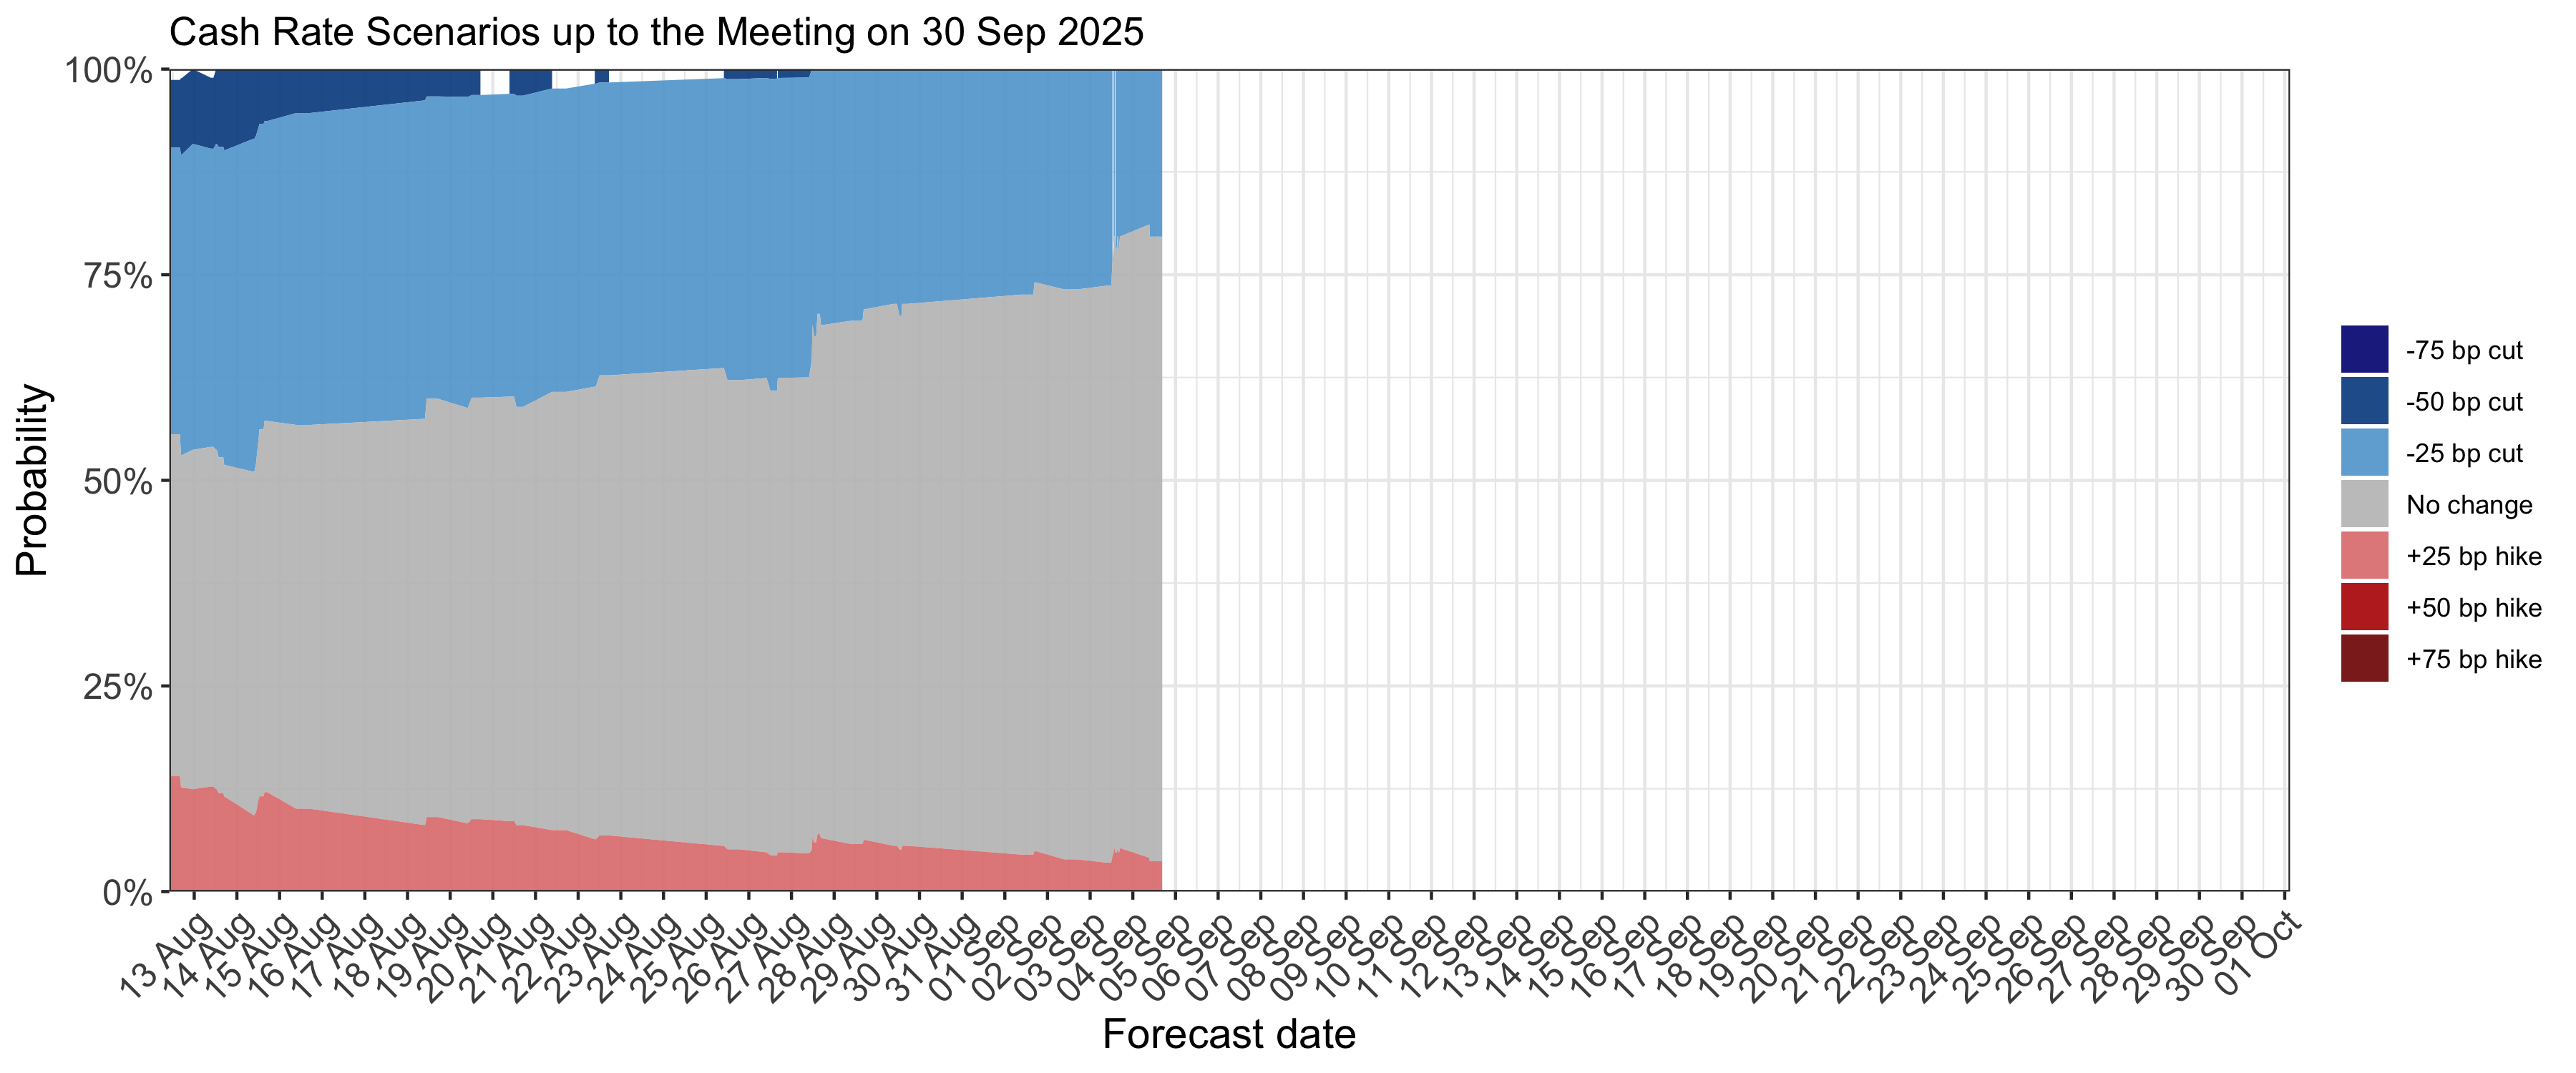 Cash Rate Scenarios up to the Meeting on 30 Sep 2025
100%
75%
50%
25%
0%
Probability
13 Aug
14 Aug
15 Aug
16 Aug
17 Aug
18 Aug
19 Aug
20 Aug
21 Aug
22 Aug
23 Aug
24 Aug
25 Aug
26 Aug
27 Aug
28 Aug
29 Aug
30 Aug
31 Aug
01 Sep
02 Sep
03 Sep
04 Sep
05 Sep
06 Sep
07 Sep
08 Sep
09 Sep
10 Sep
11 Sep
12 Sep
13 Sep
14 Sep
15 Sep
16 Sep
17 Sep
18 Sep
19 Sep
20 Sep
21 Sep
22 Sep
23 Sep
24 Sep
25 Sep
26 Sep
27 Sep
28 Sep
29 Sep
30 Sep
01 Oct
Forecast date
-75 bp cut
-50 bp cut
-25 bp cut
No change
+25 bp hike
+50 bp hike
+75 bp hike